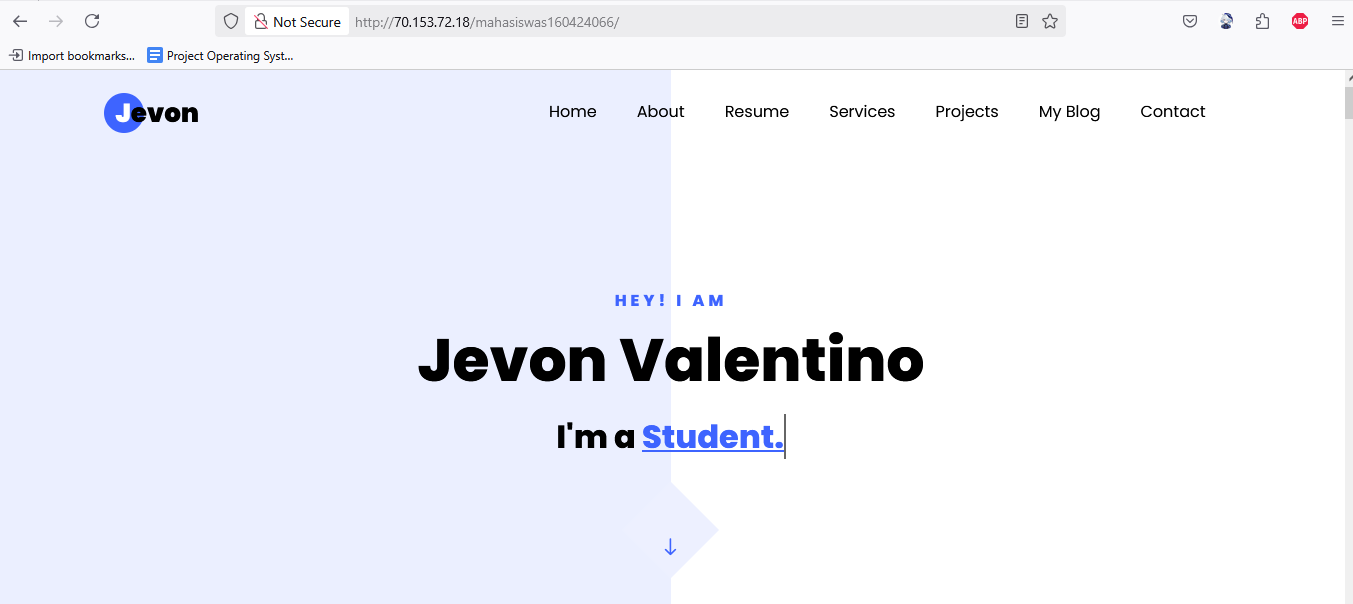 Not Secure http://70.153.72.18/mahasiswas160424066/ ABP
Import bookmarks... Project Operating Syst...
Jevon Home About Resume Services Projects My Blog Contact
HEY! I AM
Jevon Valentino
I'm a Student.